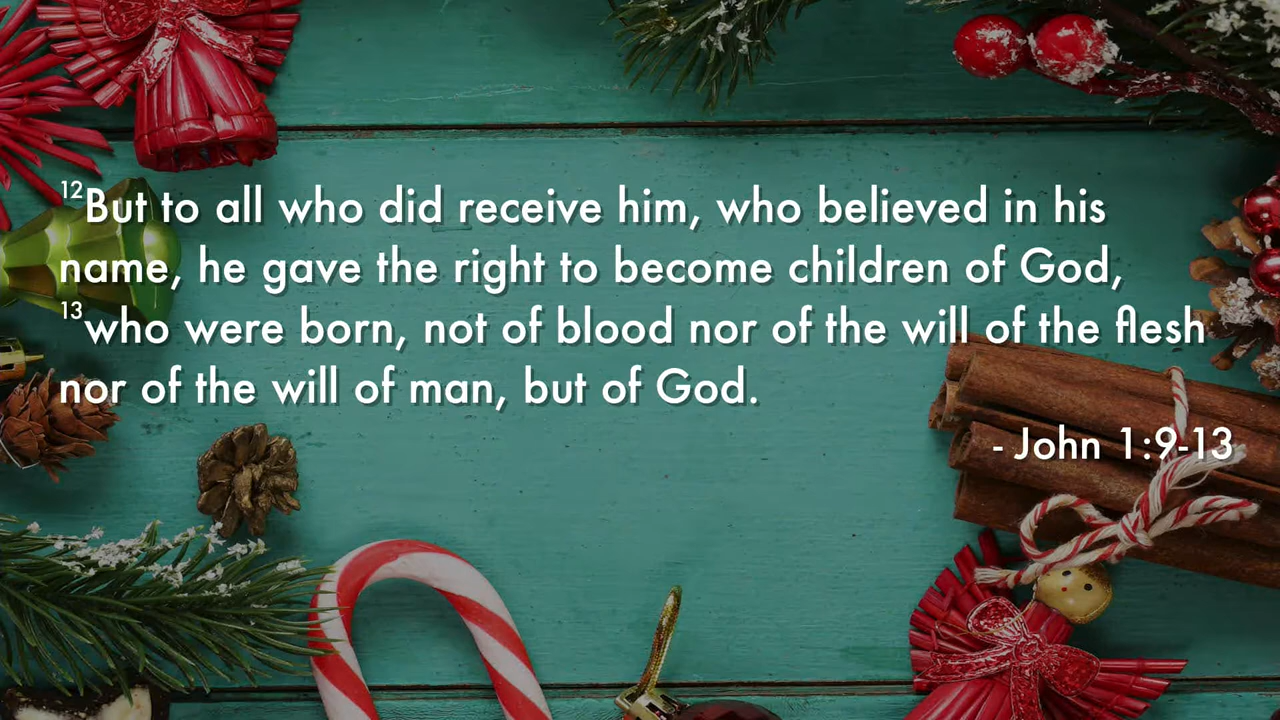 12But to all who did receive him, who believed in his
name, he gave the right to become children of God,
13who were born, not of blood nor of the will of the flesh
nor of the will of man, but of God.
- John 1:9-13